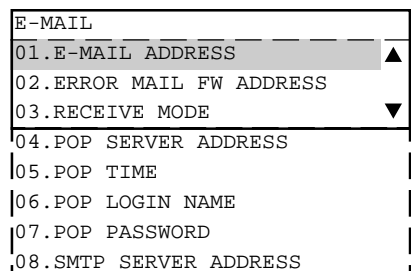 E-MAIL
01.E-MAIL ADDRESS
02.ERROR MAIL FW ADDRESS
03.RECEIVE MODE
04.POP SERVER ADDRESS
05.POP TIME
06.POP LOGIN NAME
07.POP PASSWORD
08.SMTP SERVER ADDRESS